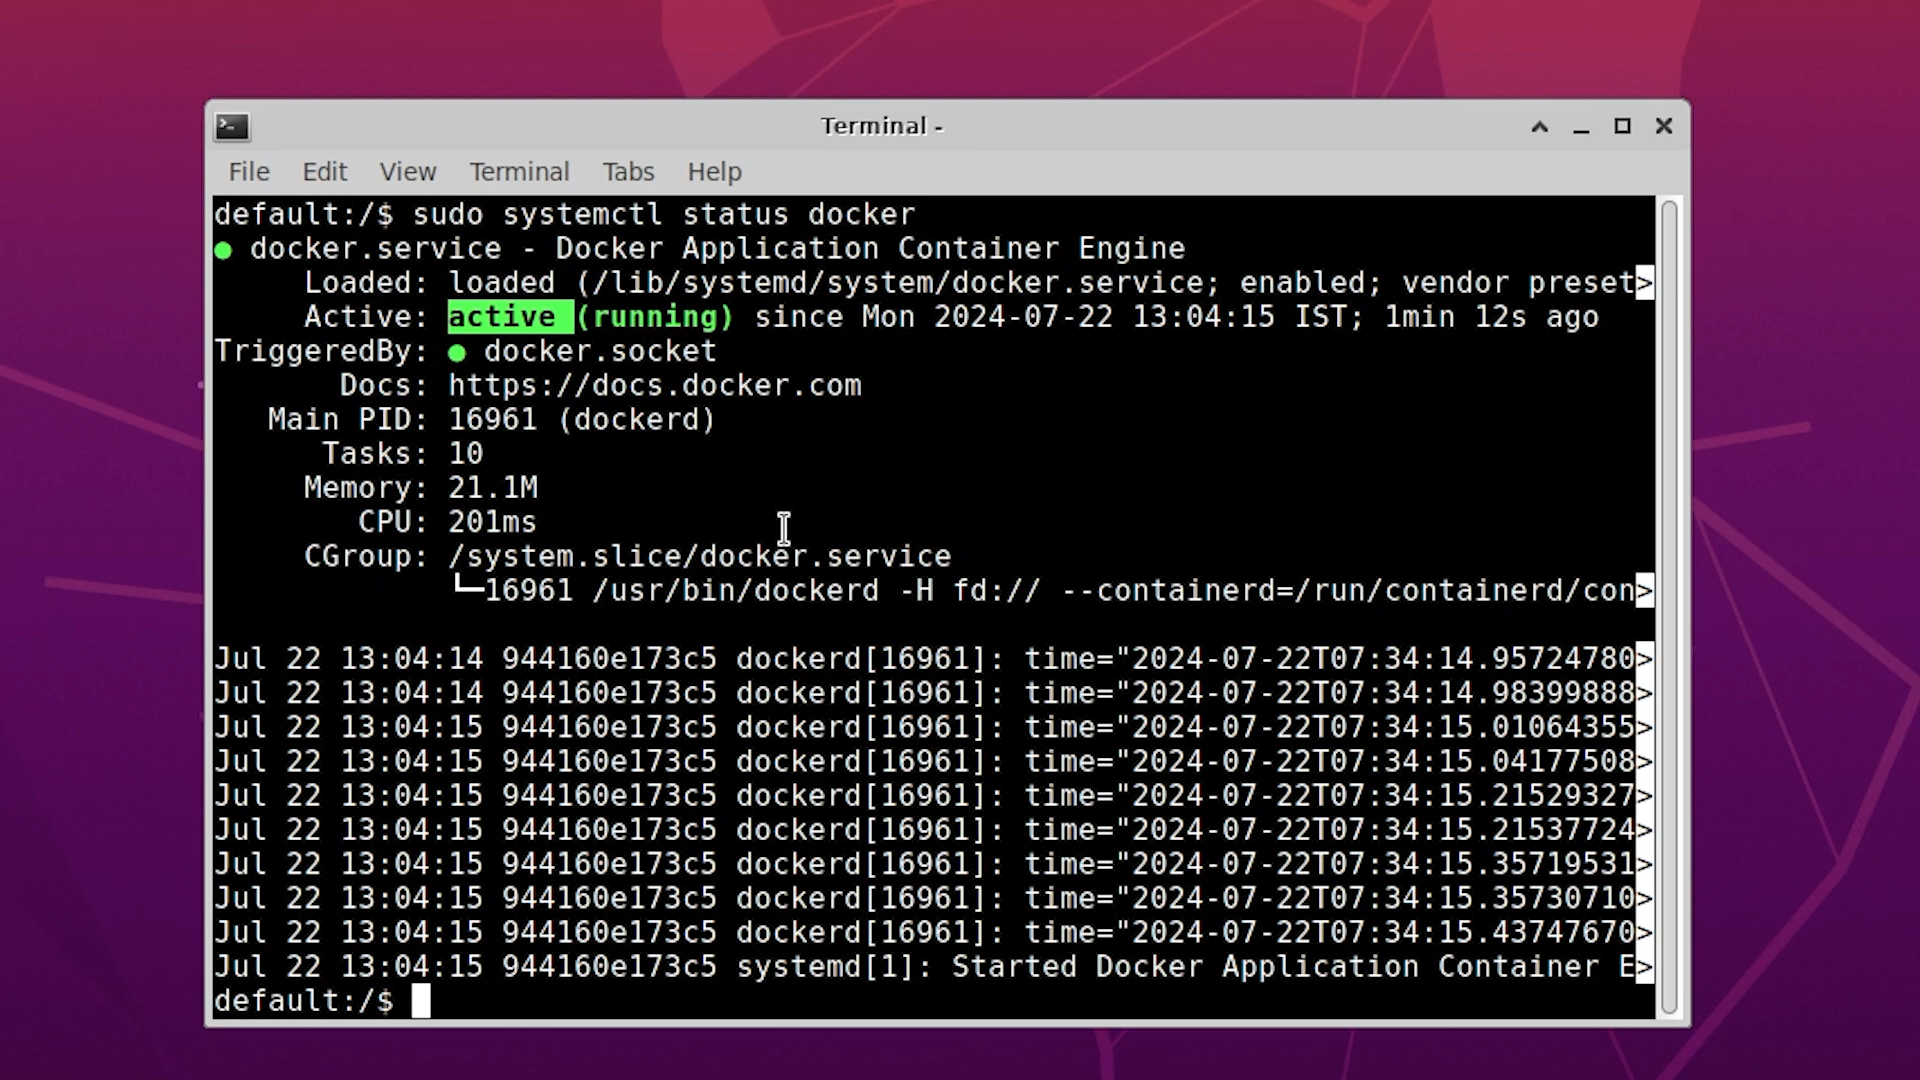 Terminal -
File Edit View Terminal Tabs Help
default:/$ sudo systemctl status docker
● docker.service - Docker Application Container Engine
     Loaded: loaded (/lib/systemd/system/docker.service; enabled; vendor preset>
     Active: active (running) since Mon 2024-07-22 13:04:15 IST; 1min 12s ago
TriggeredBy: ● docker.socket
       Docs: https://docs.docker.com
   Main PID: 16961 (dockerd)
      Tasks: 10
     Memory: 21.1M
        CPU: 201ms
     CGroup: /system.slice/docker.service
             └─16961 /usr/bin/dockerd -H fd:// --containerd=/run/containerd/con>
Jul 22 13:04:14 944160e173c5 dockerd[16961]: time="2024-07-22T07:34:14.95724780>
Jul 22 13:04:14 944160e173c5 dockerd[16961]: time="2024-07-22T07:34:14.98399888>
Jul 22 13:04:15 944160e173c5 dockerd[16961]: time="2024-07-22T07:34:15.01064355>
Jul 22 13:04:15 944160e173c5 dockerd[16961]: time="2024-07-22T07:34:15.04177508>
Jul 22 13:04:15 944160e173c5 dockerd[16961]: time="2024-07-22T07:34:15.21529327>
Jul 22 13:04:15 944160e173c5 dockerd[16961]: time="2024-07-22T07:34:15.21537724>
Jul 22 13:04:15 944160e173c5 dockerd[16961]: time="2024-07-22T07:34:15.35719531>
Jul 22 13:04:15 944160e173c5 dockerd[16961]: time="2024-07-22T07:34:15.35730710>
Jul 22 13:04:15 944160e173c5 dockerd[16961]: time="2024-07-22T07:34:15.43747670>
Jul 22 13:04:15 944160e173c5 systemd[1]: Started Docker Application Container E>
default:/$